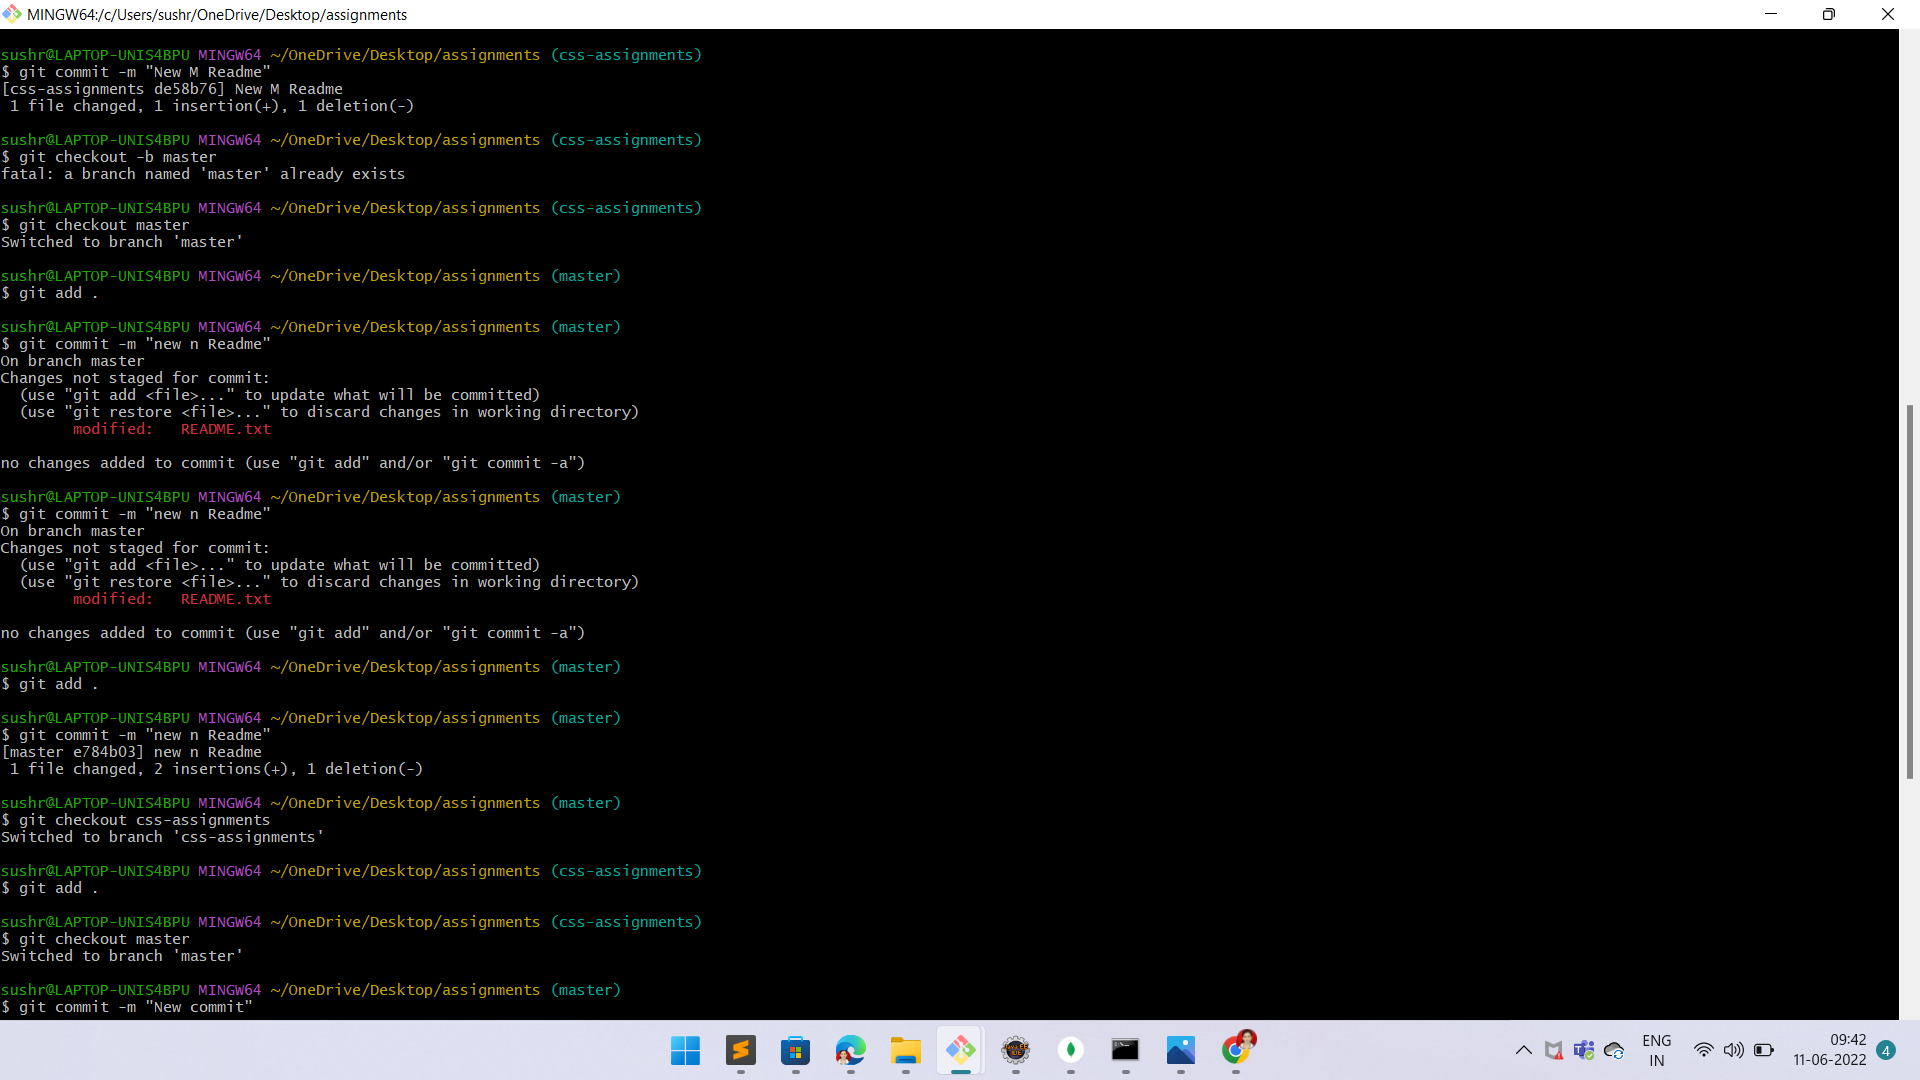 MINGW64:/c/Users/sushr/OneDrive/Desktop/assignments
sushr@LAPTOP-UNIS4BPU MINGW64 ~/OneDrive/Desktop/assignments (css-assignments)
$ git commit -m "New M Readme"
[css-assignments de58b76] New M Readme
 1 file changed, 1 insertion(+), 1 deletion(-)
sushr@LAPTOP-UNIS4BPU MINGW64 ~/OneDrive/Desktop/assignments (css-assignments)
$ git checkout -b master
fatal: a branch named 'master' already exists
sushr@LAPTOP-UNIS4BPU MINGW64 ~/OneDrive/Desktop/assignments (css-assignments)
$ git checkout master
Switched to branch 'master'
sushr@LAPTOP-UNIS4BPU MINGW64 ~/OneDrive/Desktop/assignments (master)
$ git add .
sushr@LAPTOP-UNIS4BPU MINGW64 ~/OneDrive/Desktop/assignments (master)
$ git commit -m "new n Readme"
On branch master
Changes not staged for commit:
  (use "git add <file>..." to update what will be committed)
  (use "git restore <file>..." to discard changes in working directory)
        modified:   README.txt
no changes added to commit (use "git add" and/or "git commit -a")
sushr@LAPTOP-UNIS4BPU MINGW64 ~/OneDrive/Desktop/assignments (master)
$ git commit -m "new n Readme"
On branch master
Changes not staged for commit:
  (use "git add <file>..." to update what will be committed)
  (use "git restore <file>..." to discard changes in working directory)
        modified:   README.txt
no changes added to commit (use "git add" and/or "git commit -a")
sushr@LAPTOP-UNIS4BPU MINGW64 ~/OneDrive/Desktop/assignments (master)
$ git add .
sushr@LAPTOP-UNIS4BPU MINGW64 ~/OneDrive/Desktop/assignments (master)
$ git commit -m "new n Readme"
[master e784b03] new n Readme
 1 file changed, 2 insertions(+), 1 deletion(-)
sushr@LAPTOP-UNIS4BPU MINGW64 ~/OneDrive/Desktop/assignments (master)
$ git checkout css-assignments
Switched to branch 'css-assignments'
sushr@LAPTOP-UNIS4BPU MINGW64 ~/OneDrive/Desktop/assignments (css-assignments)
$ git add .
sushr@LAPTOP-UNIS4BPU MINGW64 ~/OneDrive/Desktop/assignments (css-assignments)
$ git checkout master
Switched to branch 'master'
sushr@LAPTOP-UNIS4BPU MINGW64 ~/OneDrive/Desktop/assignments (master)
$ git commit -m "New commit"
ENG
IN
09:42
11-06-2022
4